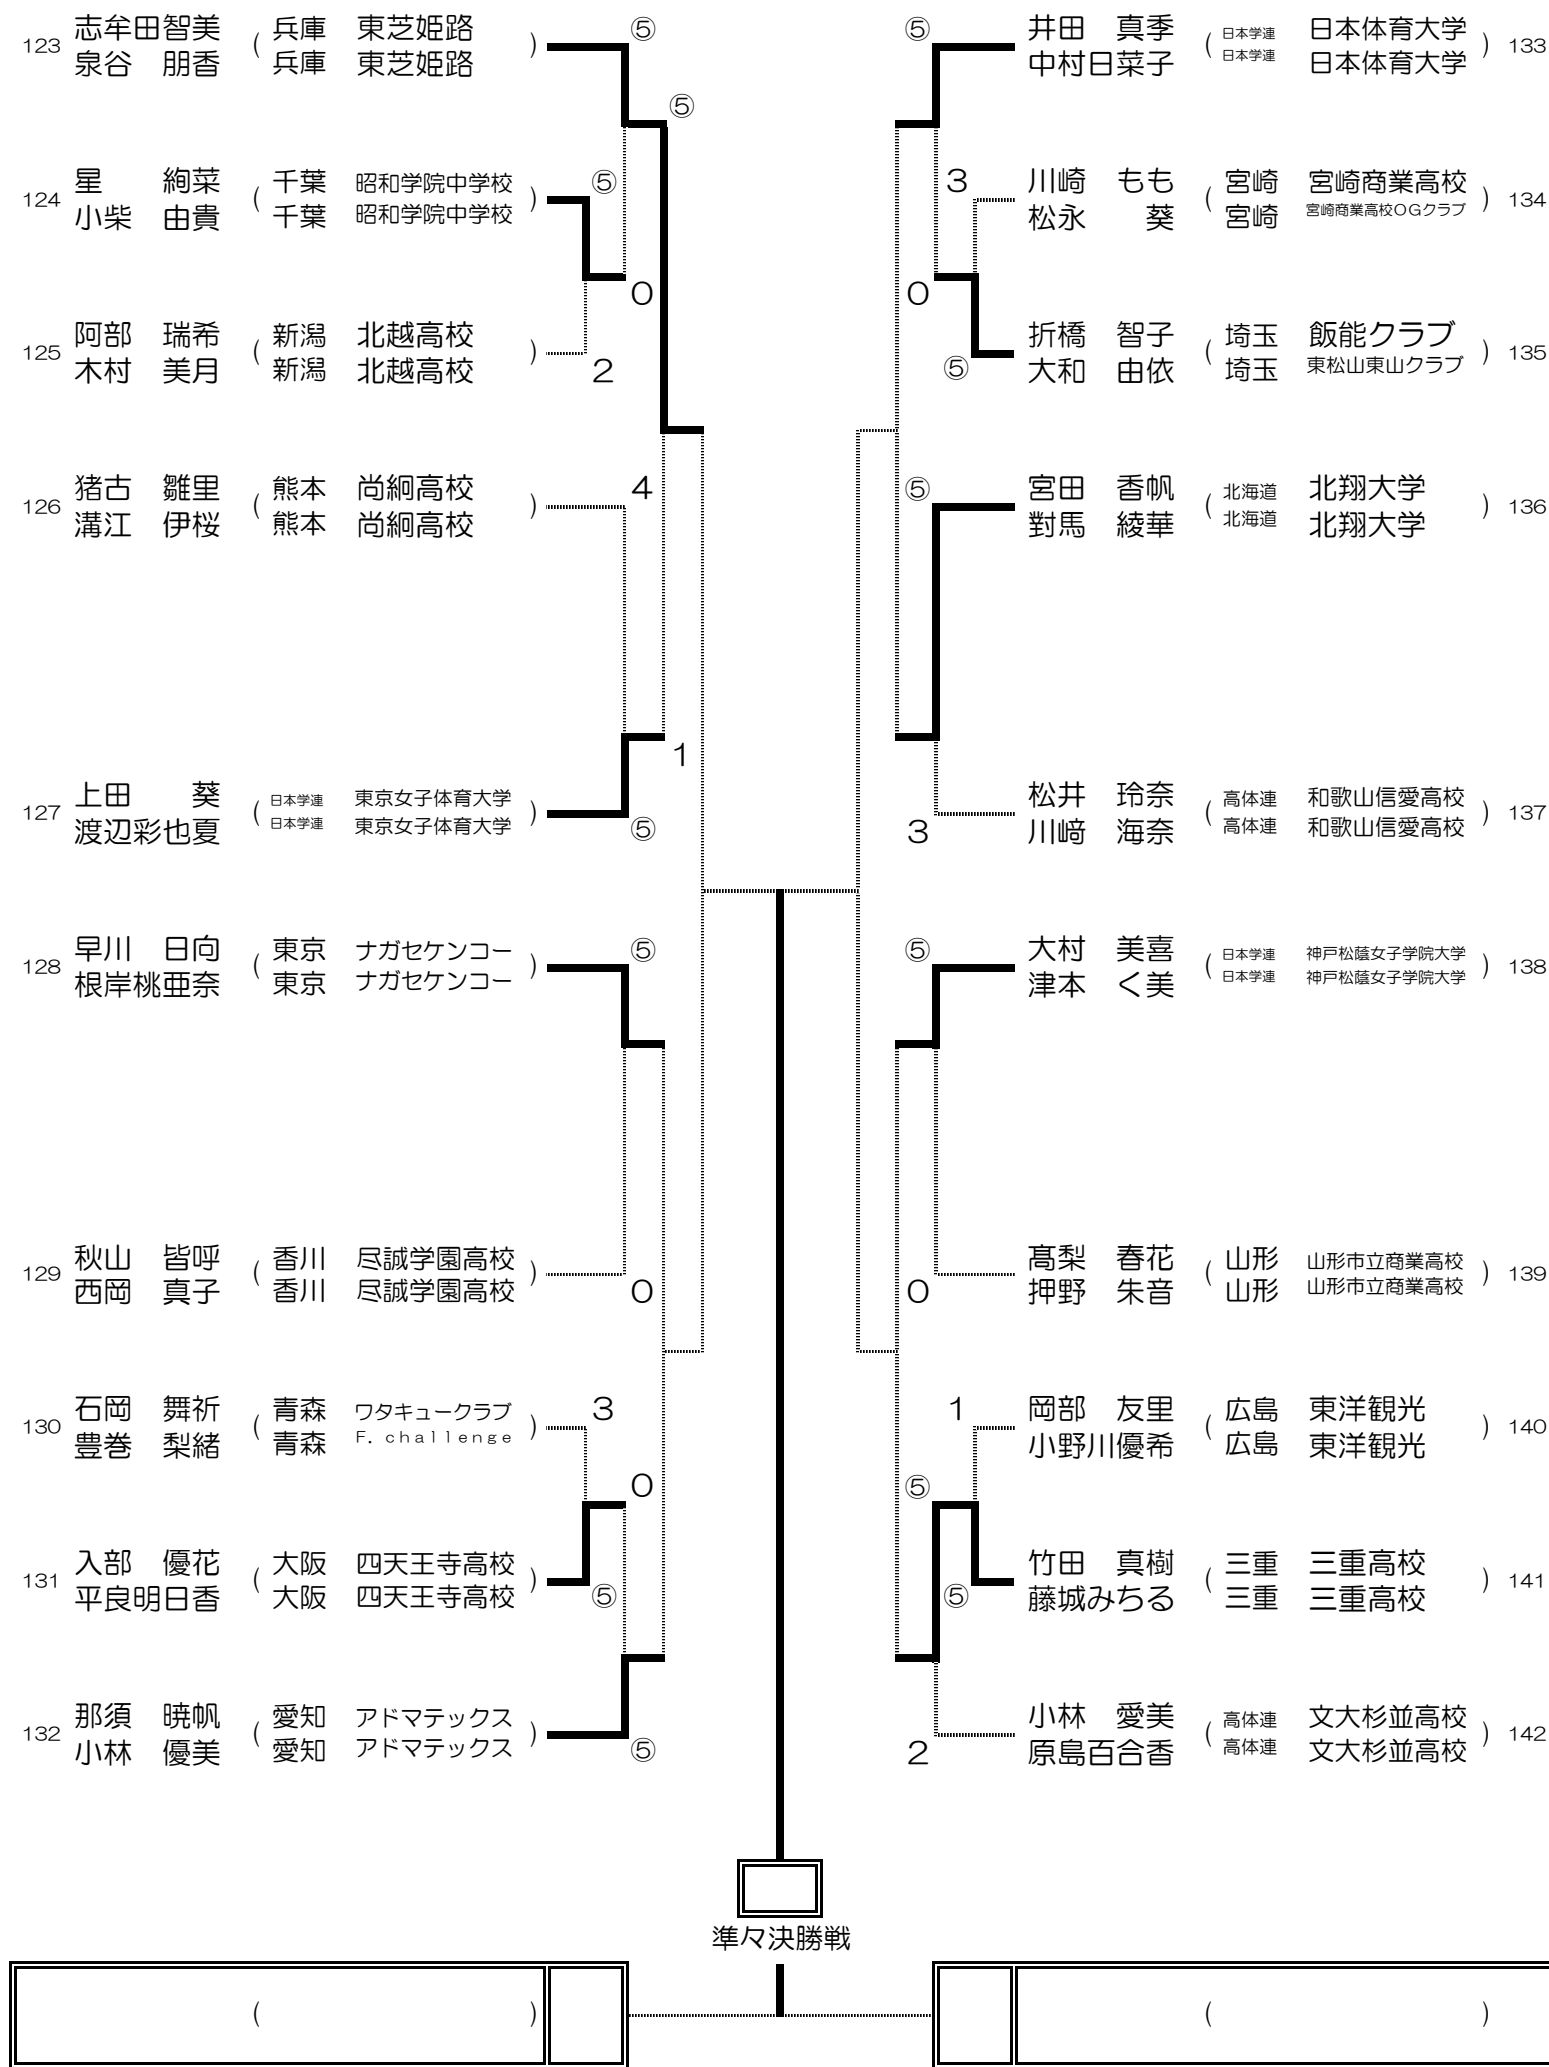 123 志牟田智美 ( 兵庫 東芝姫路 ) ⑤
泉谷 朋香 兵庫 東芝姫路
⑤
124 星 絢菜 ( 千葉 昭和学院中学校 ) ⑤
小柴 由貴 千葉 昭和学院中学校
0
125 阿部 瑞希 ( 新潟 北越高校 )
木村 美月 新潟 北越高校 2
126 猪古 雛里 ( 熊本 尚絅高校 ) 4
溝江 伊桜 熊本 尚絅高校
1
127 上田 葵 ( 日本学連 東京女子体育大学 )
渡辺彩也夏 日本学連 東京女子体育大学 ⑤
128 早川 日向 ( 東京 ナガセケンコー ) ⑤
根岸桃亜奈 東京 ナガセケンコー
129 秋山 皆呼 ( 香川 尽誠学園高校 )
西岡 真子 香川 尽誠学園高校 0
130 石岡 舞祈 ( 青森 ワタキュークラブ ) 3
豊巻 梨緒 青森 F．challenge
0
131 入部 優花 ( 大阪 四天王寺高校 )
平良明日香 大阪 四天王寺高校 ⑤
132 那須 暁帆 ( 愛知 アドマテックス )
小林 優美 愛知 アドマテックス ⑤
⑤ 井田 真季 ( 日本学連 日本体育大学 ) 133
中村日菜子 日本学連 日本体育大学
3 川崎 もも ( 宮崎 宮崎商業高校 ) 134
松永 葵 宮崎 宮崎商業高校OGクラブ
0
折橋 智子 ( 埼玉 飯能クラブ ) 135
⑤ 大和 由依 埼玉 東松山東山クラブ
⑤ 宮田 香帆 ( 北海道 北翔大学 ) 136
對馬 綾華 北海道 北翔大学
松井 玲奈 ( 高体連 和歌山信愛高校 ) 137
3 川﨑 海奈 高体連 和歌山信愛高校
⑤ 大村 美喜 ( 日本学連 神戸松蔭女子学院大学 ) 138
津本 く美 日本学連 神戸松蔭女子学院大学
髙梨 春花 ( 山形 山形市立商業高校 ) 139
0 押野 朱音 山形 山形市立商業高校
1 岡部 友里 ( 広島 東洋観光 ) 140
小野川優希 広島 東洋観光
⑤
竹田 真樹 ( 三重 三重高校 ) 141
⑤ 藤城みちる 三重 三重高校
小林 愛美 ( 高体連 文大杉並高校 ) 142
2 原島百合香 高体連 文大杉並高校
準々決勝戦
( )
( )